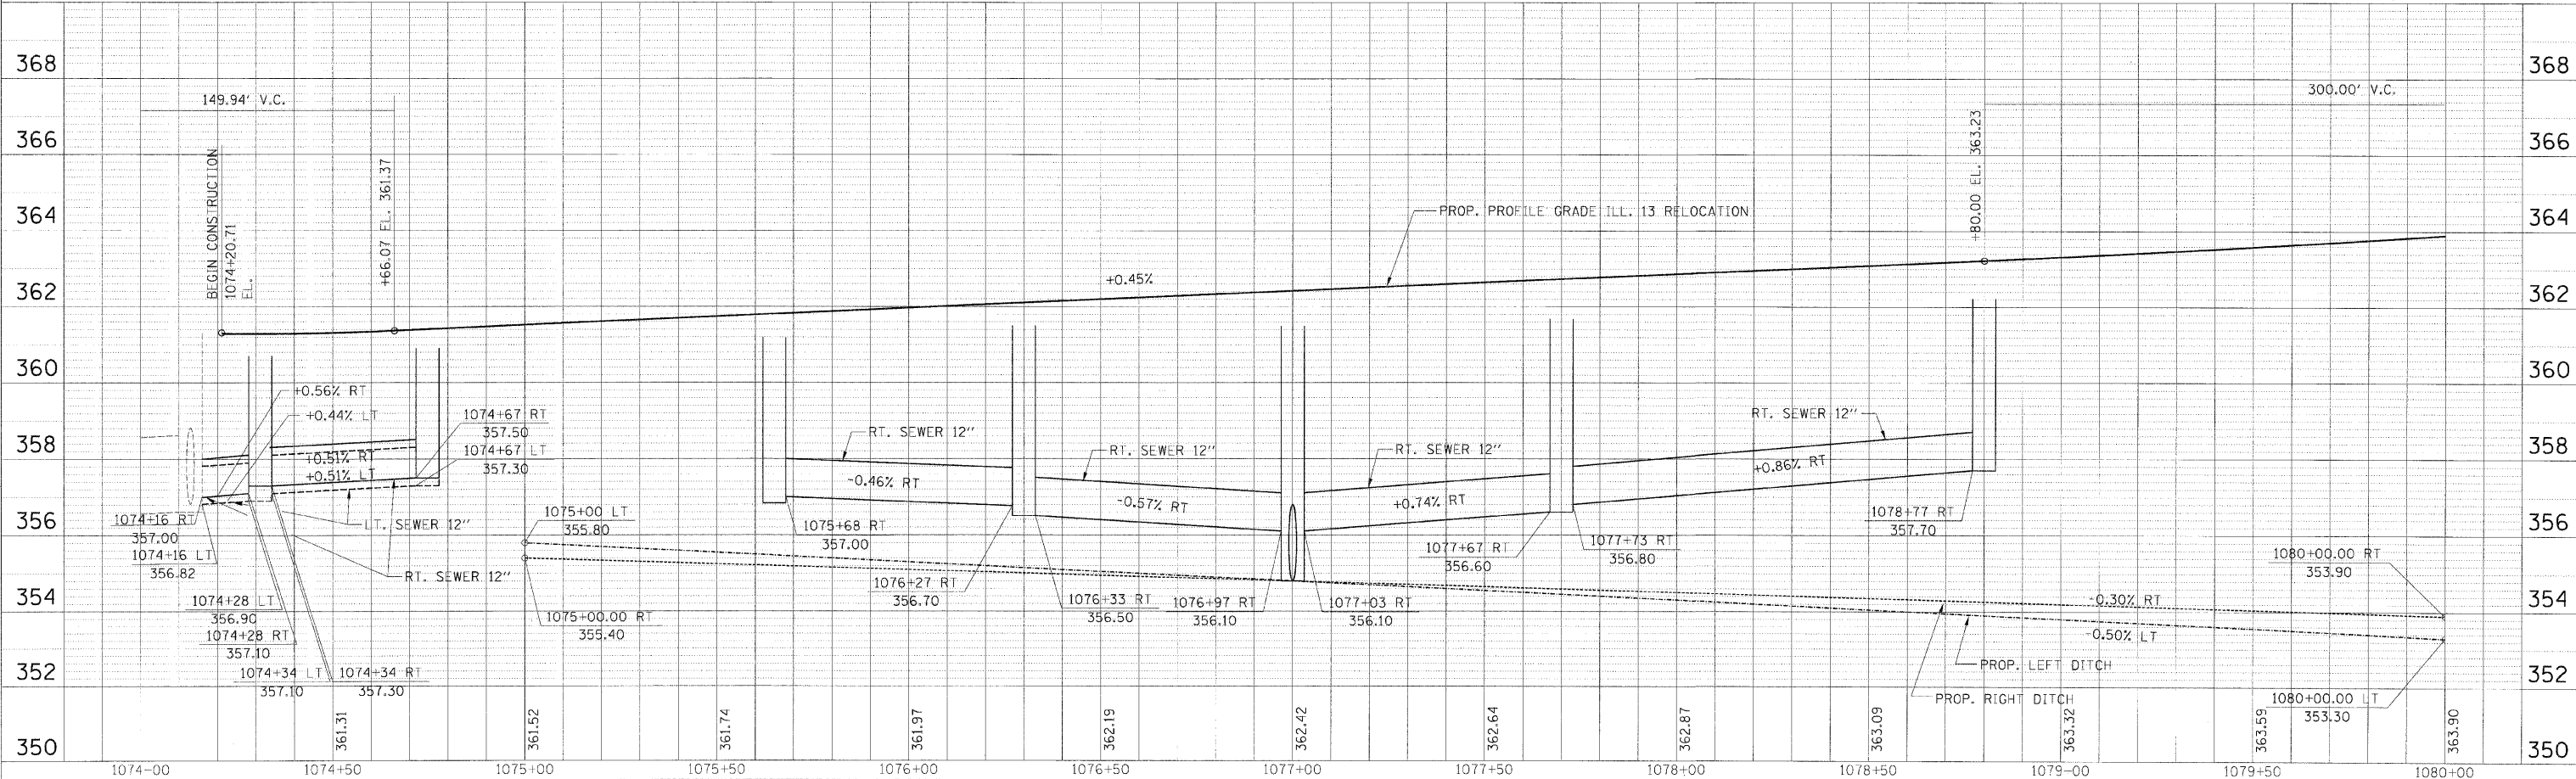 368
368
149.94' V.C.
300.00' V.C.
366
366
BEGIN CONSTRUCTION
1074+20.71
EL.
+66.07 EL. 361.37
+80.00 EL. 363.23
364
364
PROP. PROFILE GRADE ILL. 13 RELOCATION
+0.45%
362
362
360
360
+0.56% RT
+0.44% LT
1074+67 RT
357.50
1074+67 LT
357.30
RT. SEWER 12"
RT. SEWER 12"
RT. SEWER 12"
RT. SEWER 12"
358
358
+0.51% RT
+0.51% LT
-0.46% RT
-0.57% RT
+0.74% RT
+0.86% RT
356
356
1074+16 RT
357.00
1074+16 LT
356.82
LT. SEWER 12"
RT. SEWER 12"
1075+00 LT
355.80
1075+68 RT
357.00
1078+77 RT
357.70
1077+67 RT
356.60
1077+73 RT
356.80
1080+00.00 RT
353.90
354
354
1074+28 LT
356.90
1074+28 RT
357.10
1075+00.00 RT
355.40
1076+27 RT
356.70
1076+33 RT
356.50
1076+97 RT
356.10
1077+03 RT
356.10
-0.30% RT
-0.50% LT
352
352
1074+34 LT
357.10
1074+34 RT
357.30
PROP. LEFT DITCH
PROP. RIGHT DITCH
1080+00.00 LT
353.30
350
361.31
361.52
361.74
361.97
362.19
362.42
362.64
362.87
363.09
363.32
363.59
363.90
350
1074-00
1074+50
1075+00
1075+50
1076+00
1076+50
1077+00
1077+50
1078+00
1078+50
1079-00
1079+50
1080+00